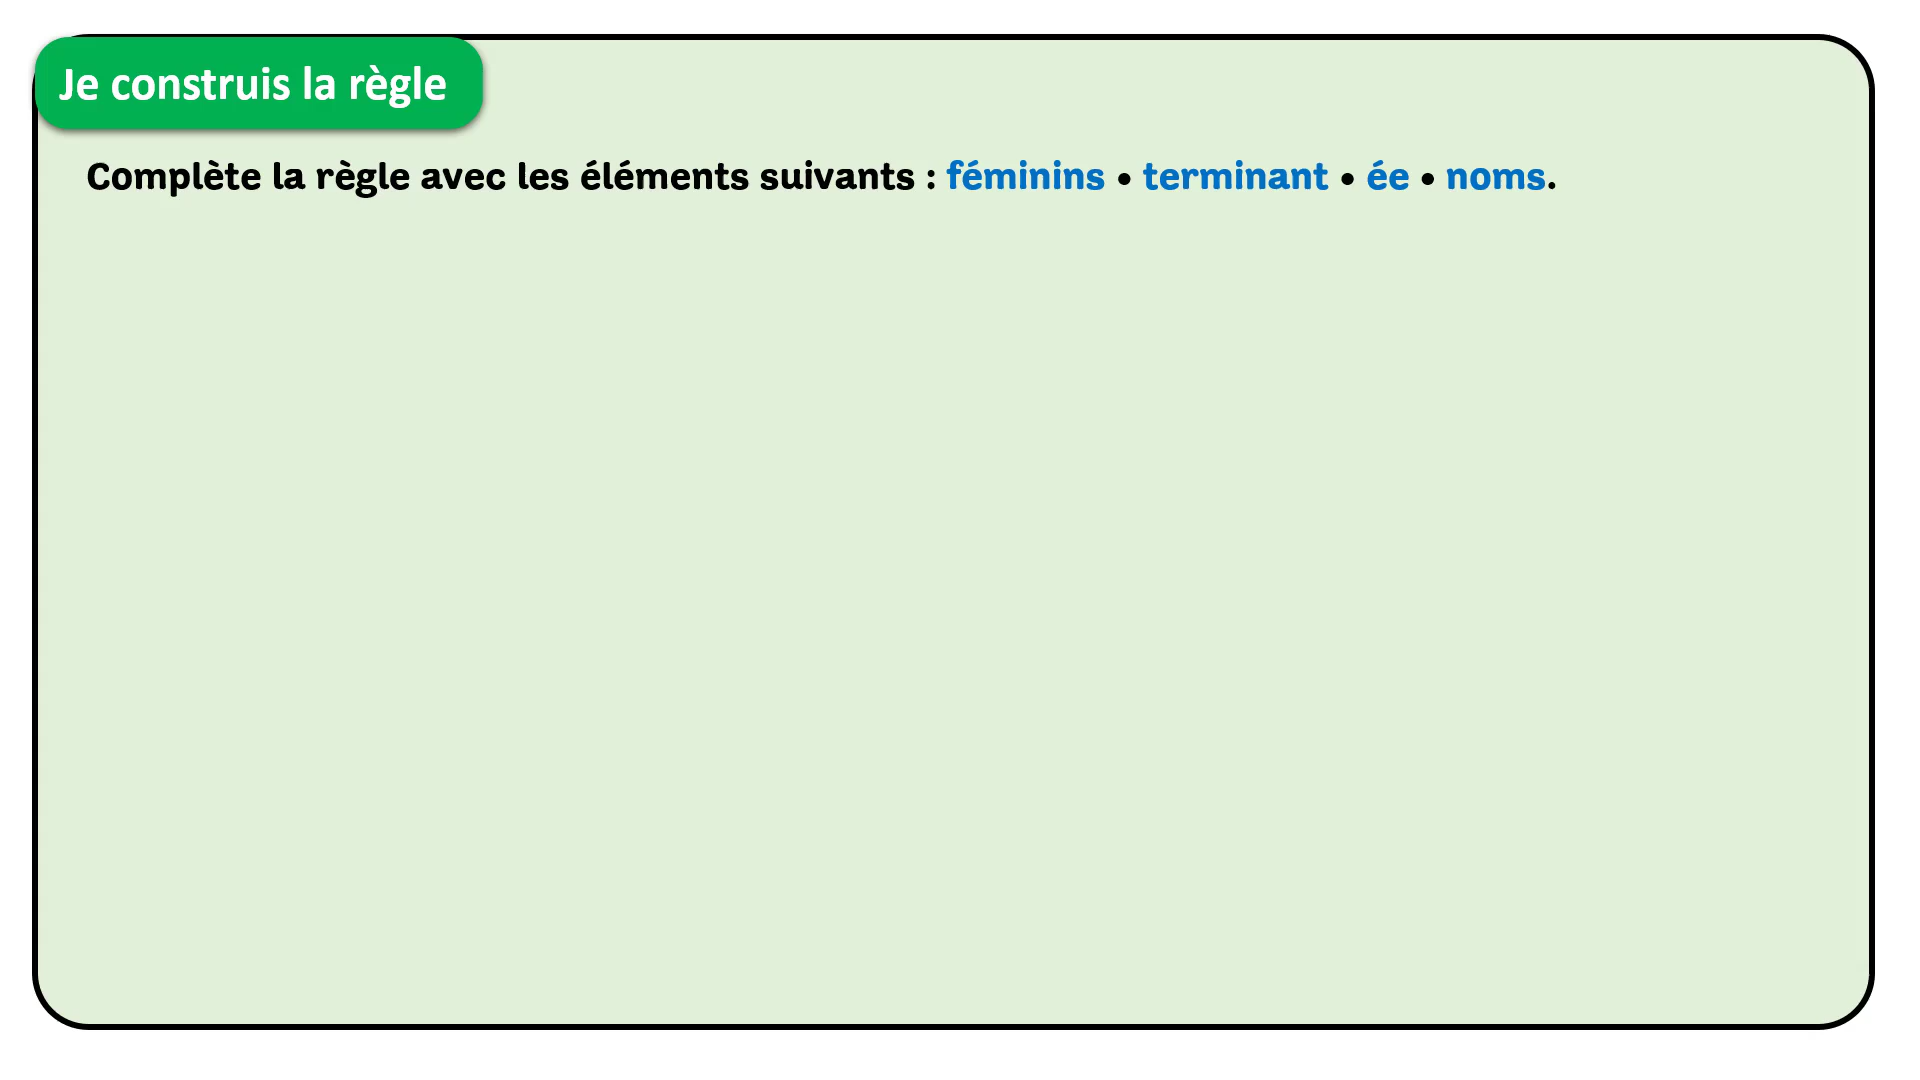 Je construis la règle
Complète la règle avec les éléments suivants : féminins • terminant • ée • noms.